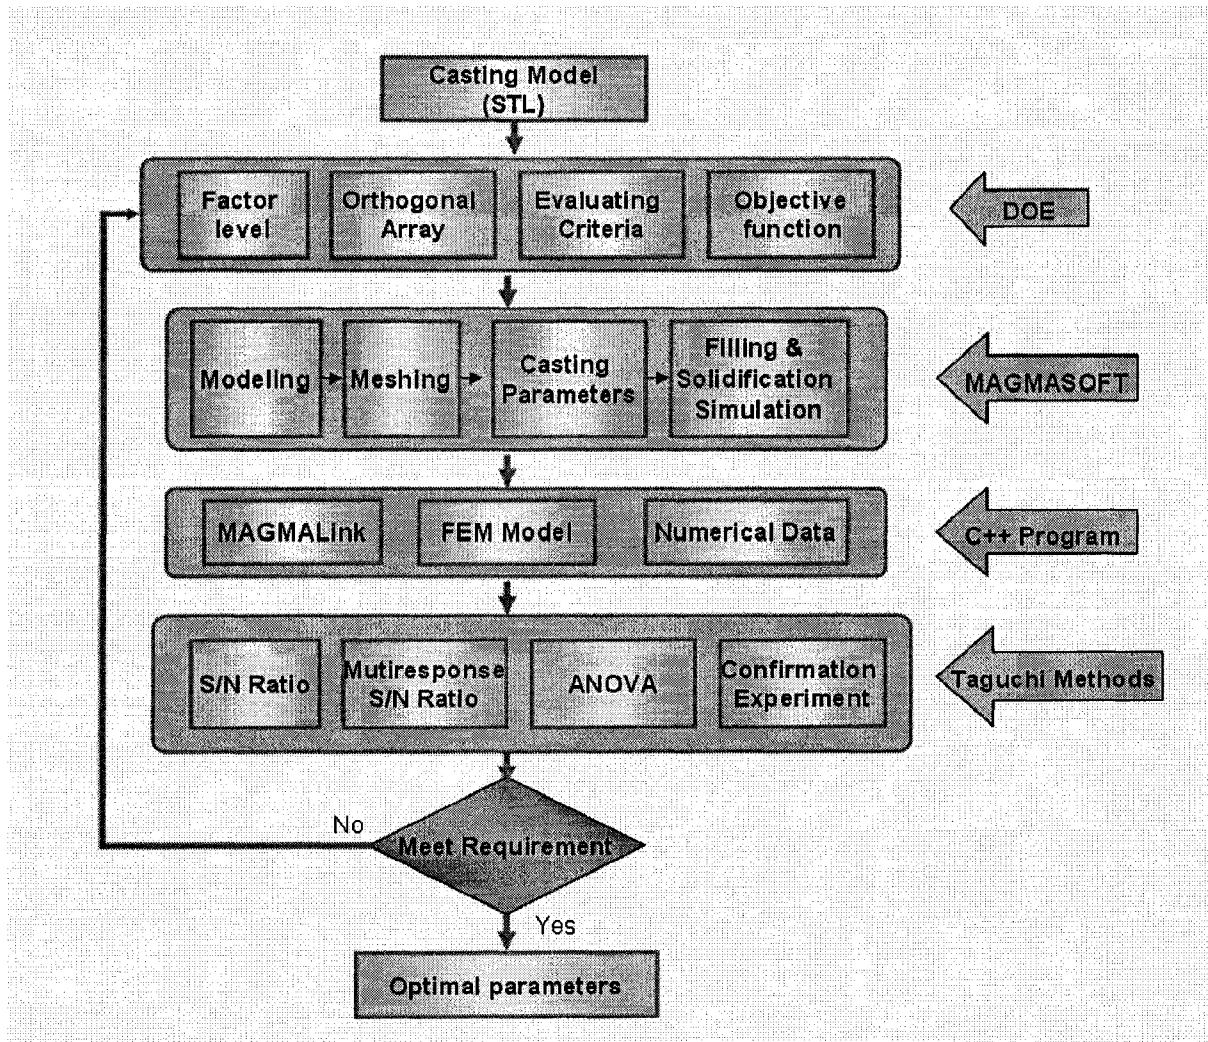 Casting Model
(STL)
Factor
level
Orthogonal
Array
Evaluating
Criteria
Objective
function
DOE
Modeling
Meshing
Casting
Parameters
Filling &
Solidification
Simulation
MAGMASOFT
MAGMALink
FEM Model
Numerical Data
C++ Program
S/N Ratio
Mutiresponse
S/N Ratio
ANOVA
Confirmation
Experiment
Taguchi Methods
No
Meet Requirement
Yes
Optimal parameters